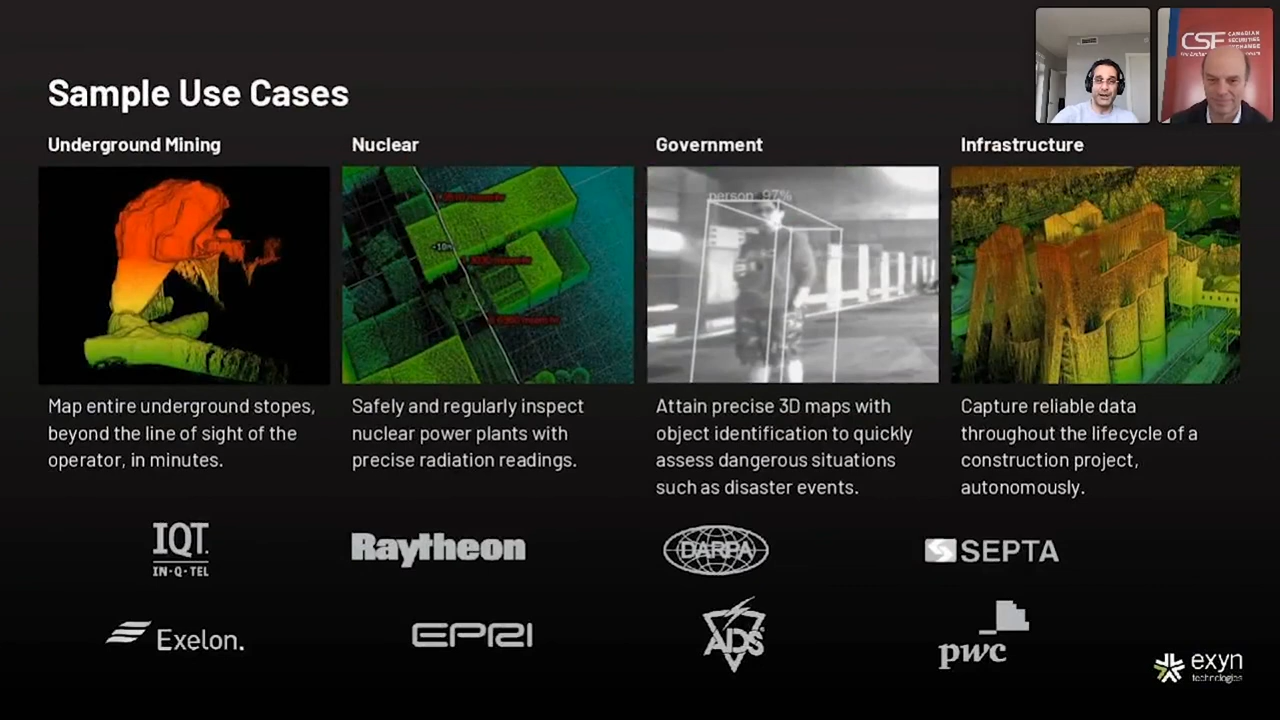 CSE CANADIAN
SECURITIES
EXCHANGE
Sample Use Cases
Underground Mining
Nuclear
Government
Infrastructure
person 97%
Map entire underground stopes,
beyond the line of sight of the
operator, in minutes.
Safely and regularly inspect
nuclear power plants with
precise radiation readings.
Attain precise 3D maps with
object identification to quickly
assess dangerous situations
such as disaster events.
Capture reliable data
throughout the lifecycle of a
construction project,
autonomously.
IQT.
IN·Q·TEL
Raytheon
DARPA
SEPTA
Exelon.
EPRI
ADS
pwc
exyn
technologies